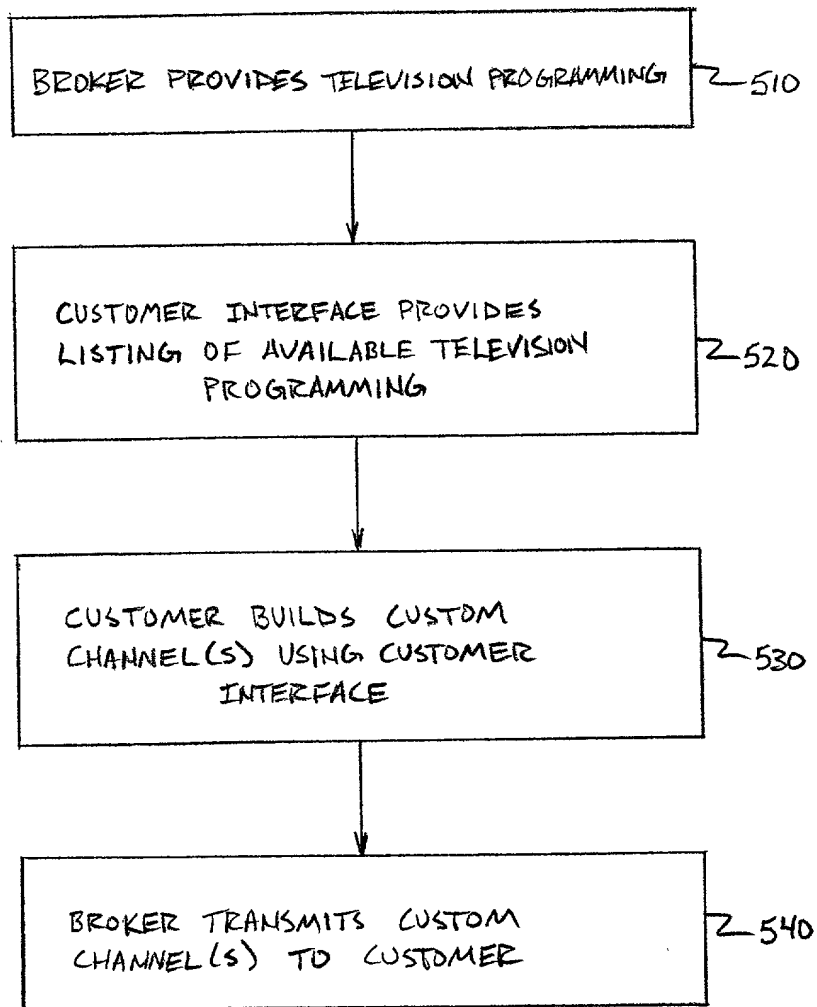 BROKER PROVIDES TELEVISION PROGRAMMING
510
CUSTOMER INTERFACE PROVIDES
LISTING OF AVAILABLE TELEVISION
PROGRAMMING
520
CUSTOMER BUILDS CUSTOM
CHANNEL(S) USING CUSTOMER
INTERFACE
530
BROKER TRANSMITS CUSTOM
CHANNEL(S) TO CUSTOMER
540